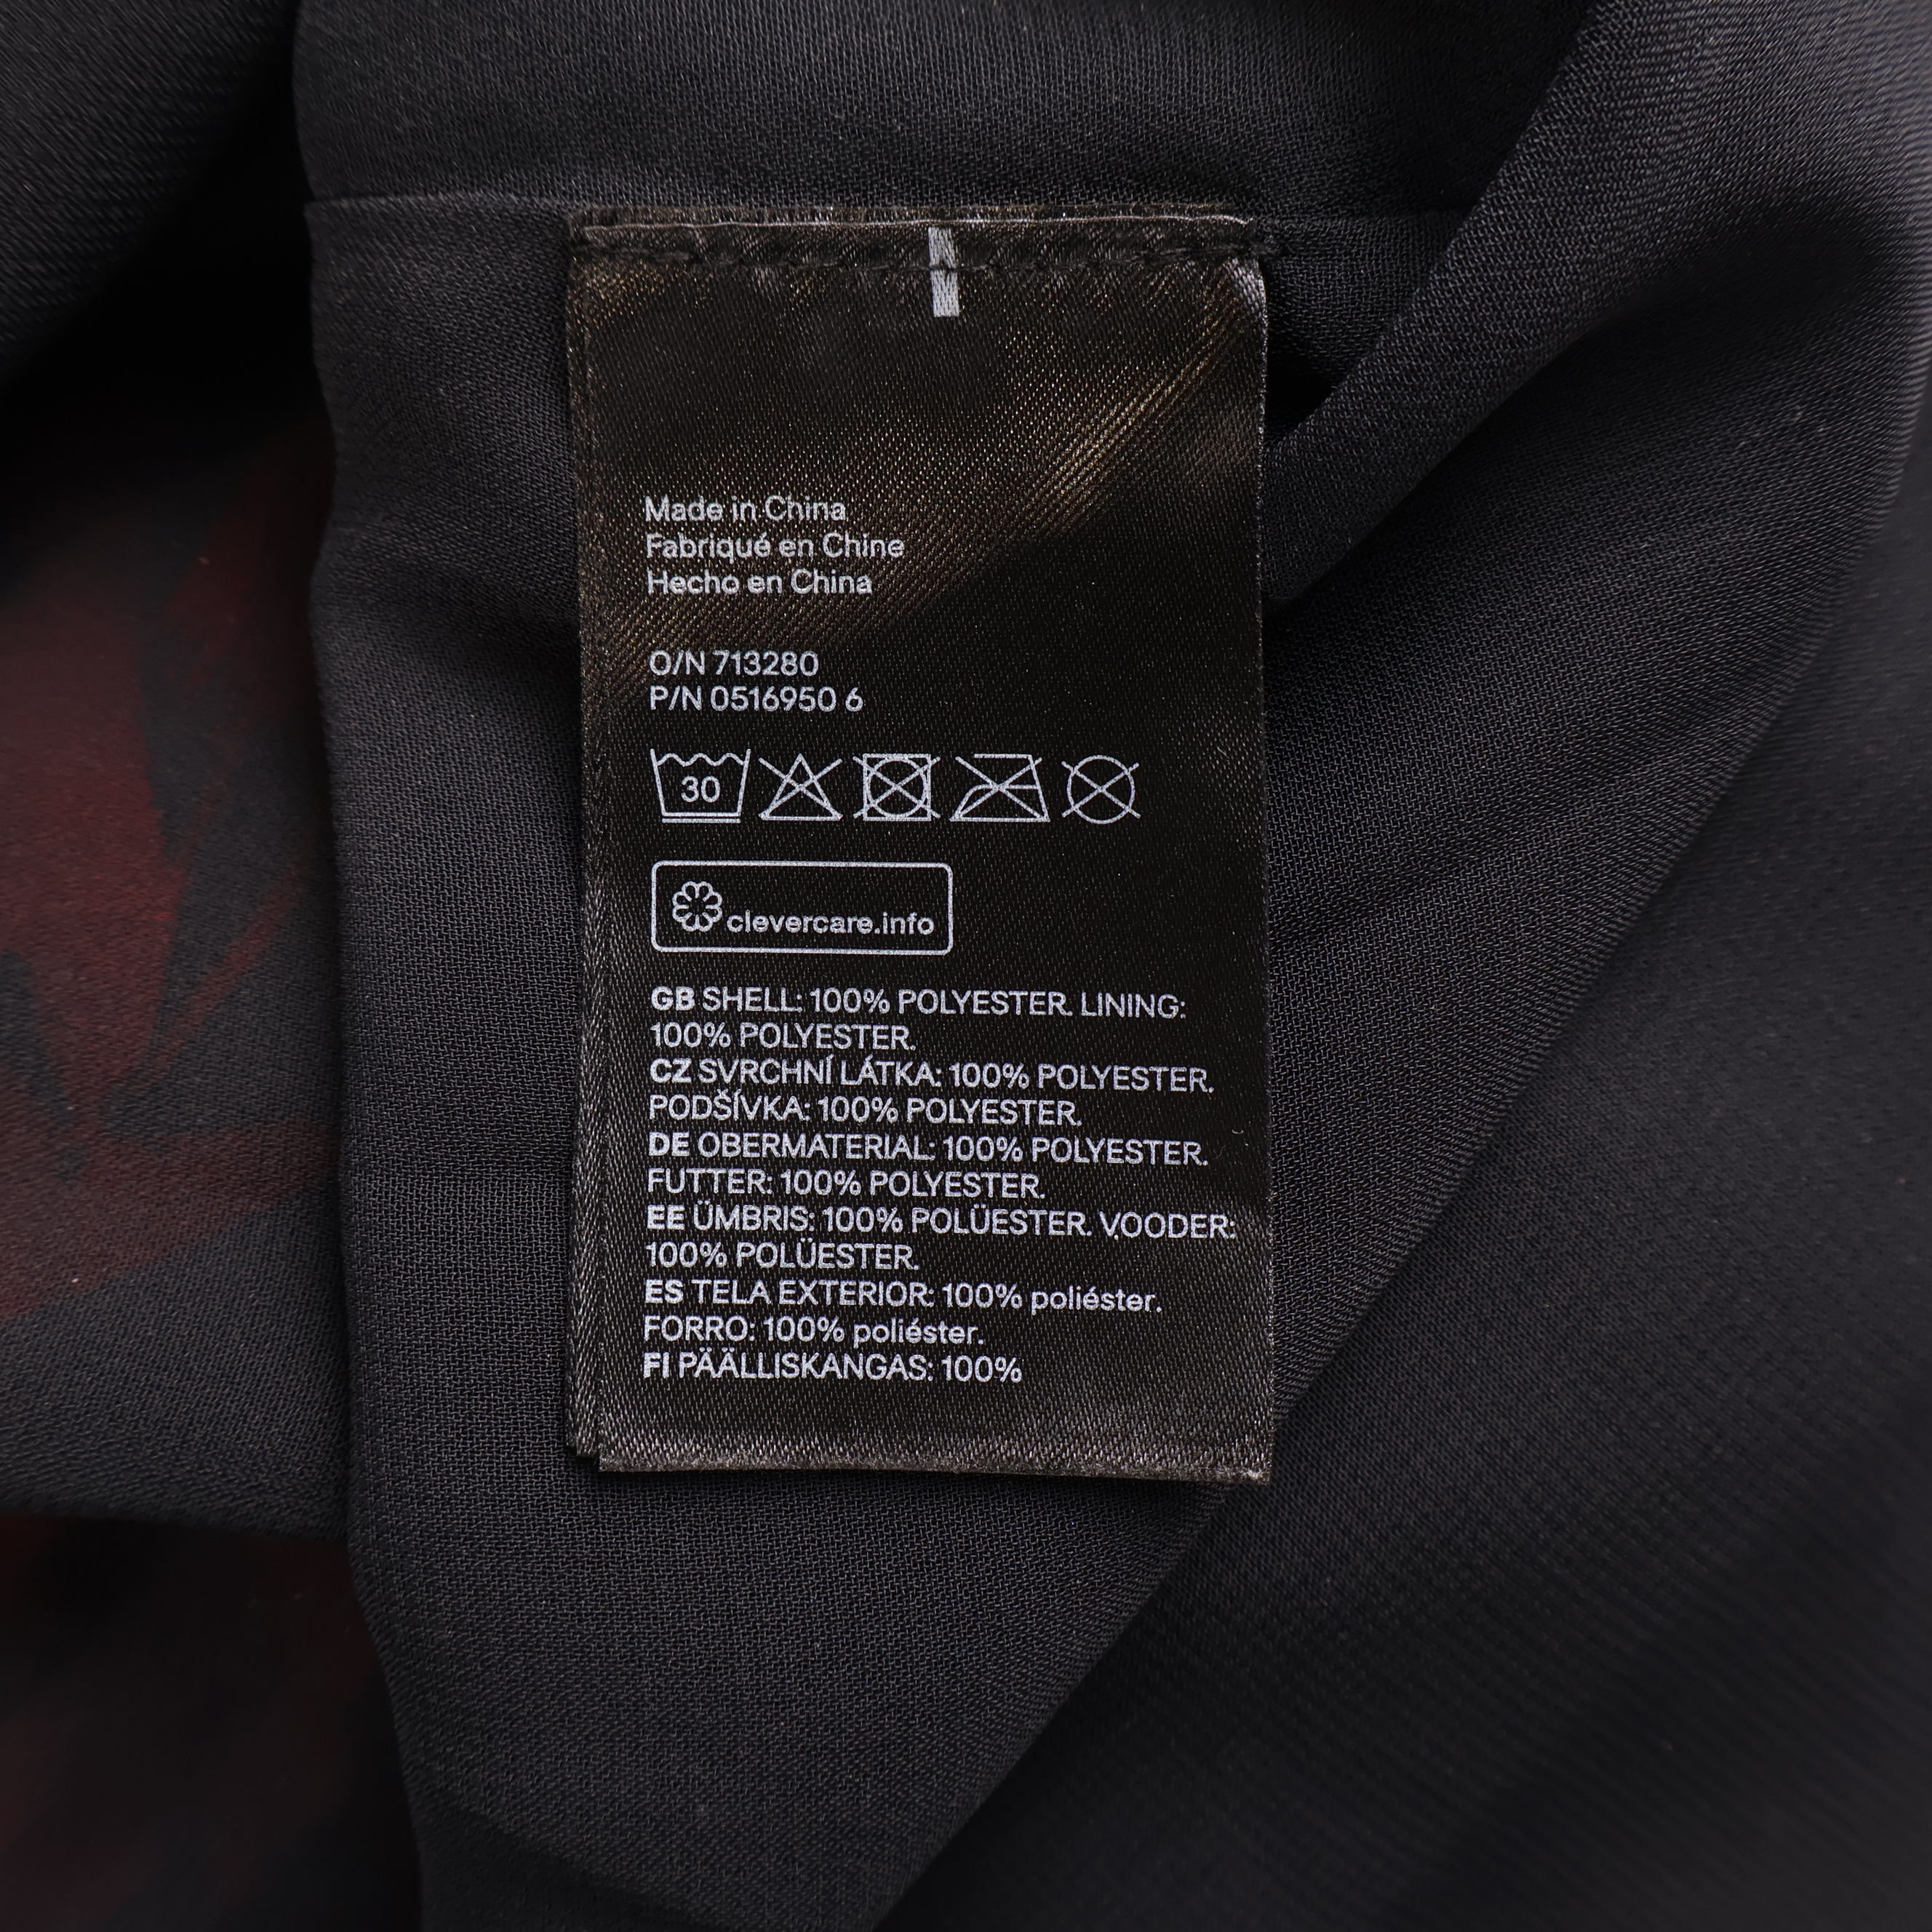 Made in China
Fabriqué en Chine
Hecho en China
O/N 713280
P/N 0516950 6
30
clevercare.info
GB SHELL: 100% POLYESTER. LINING:
100% POLYESTER.
CZ SVRCHNÍ LÁTKA: 100% POLYESTER.
PODŠÍVKA: 100% POLYESTER.
DE OBERMATERIAL: 100% POLYESTER.
FUTTER: 100% POLYESTER.
EE ÜMBRIS: 100% POLÜESTER. VOODER:
100% POLÜESTER.
ES TELA EXTERIOR: 100% poliéster.
FORRO: 100% poliéster.
FI PÄÄLLISKANGAS: 100%